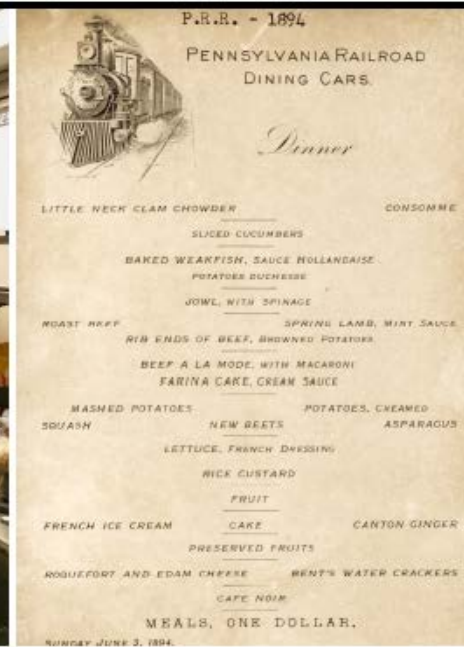 P.R.R. - 1894
PENNSYLVANIA RAILROAD
DINING CARS.
Dinner
LITTLE NECK CLAM CHOWDER CONSOMME
SLICED CUCUMBERS
BAKED WEAKFISH, SAUCE HOLLANDAISE
POTATOES DUCHESSE
JOWL, WITH SPINAGE
ROAST BEEF SPRING LAMB, MINT SAUCE
RIB ENDS OF BEEF, BROWNED POTATOES
BEEF A LA MODE, WITH MACARONI
FARINA CAKE, CREAM SAUCE
MASHED POTATOES POTATOES, CREAMED
SQUASH NEW BEETS ASPARAGUS
LETTUCE, FRENCH DRESSING
RICE CUSTARD
FRUIT
FRENCH ICE CREAM CAKE CANTON GINGER
PRESERVED FRUITS
ROQUEFORT AND EDAM CHEESE BENT'S WATER CRACKERS
CAFE NOIR
MEALS, ONE DOLLAR.
SUNDAY JUNE 3, 1894.